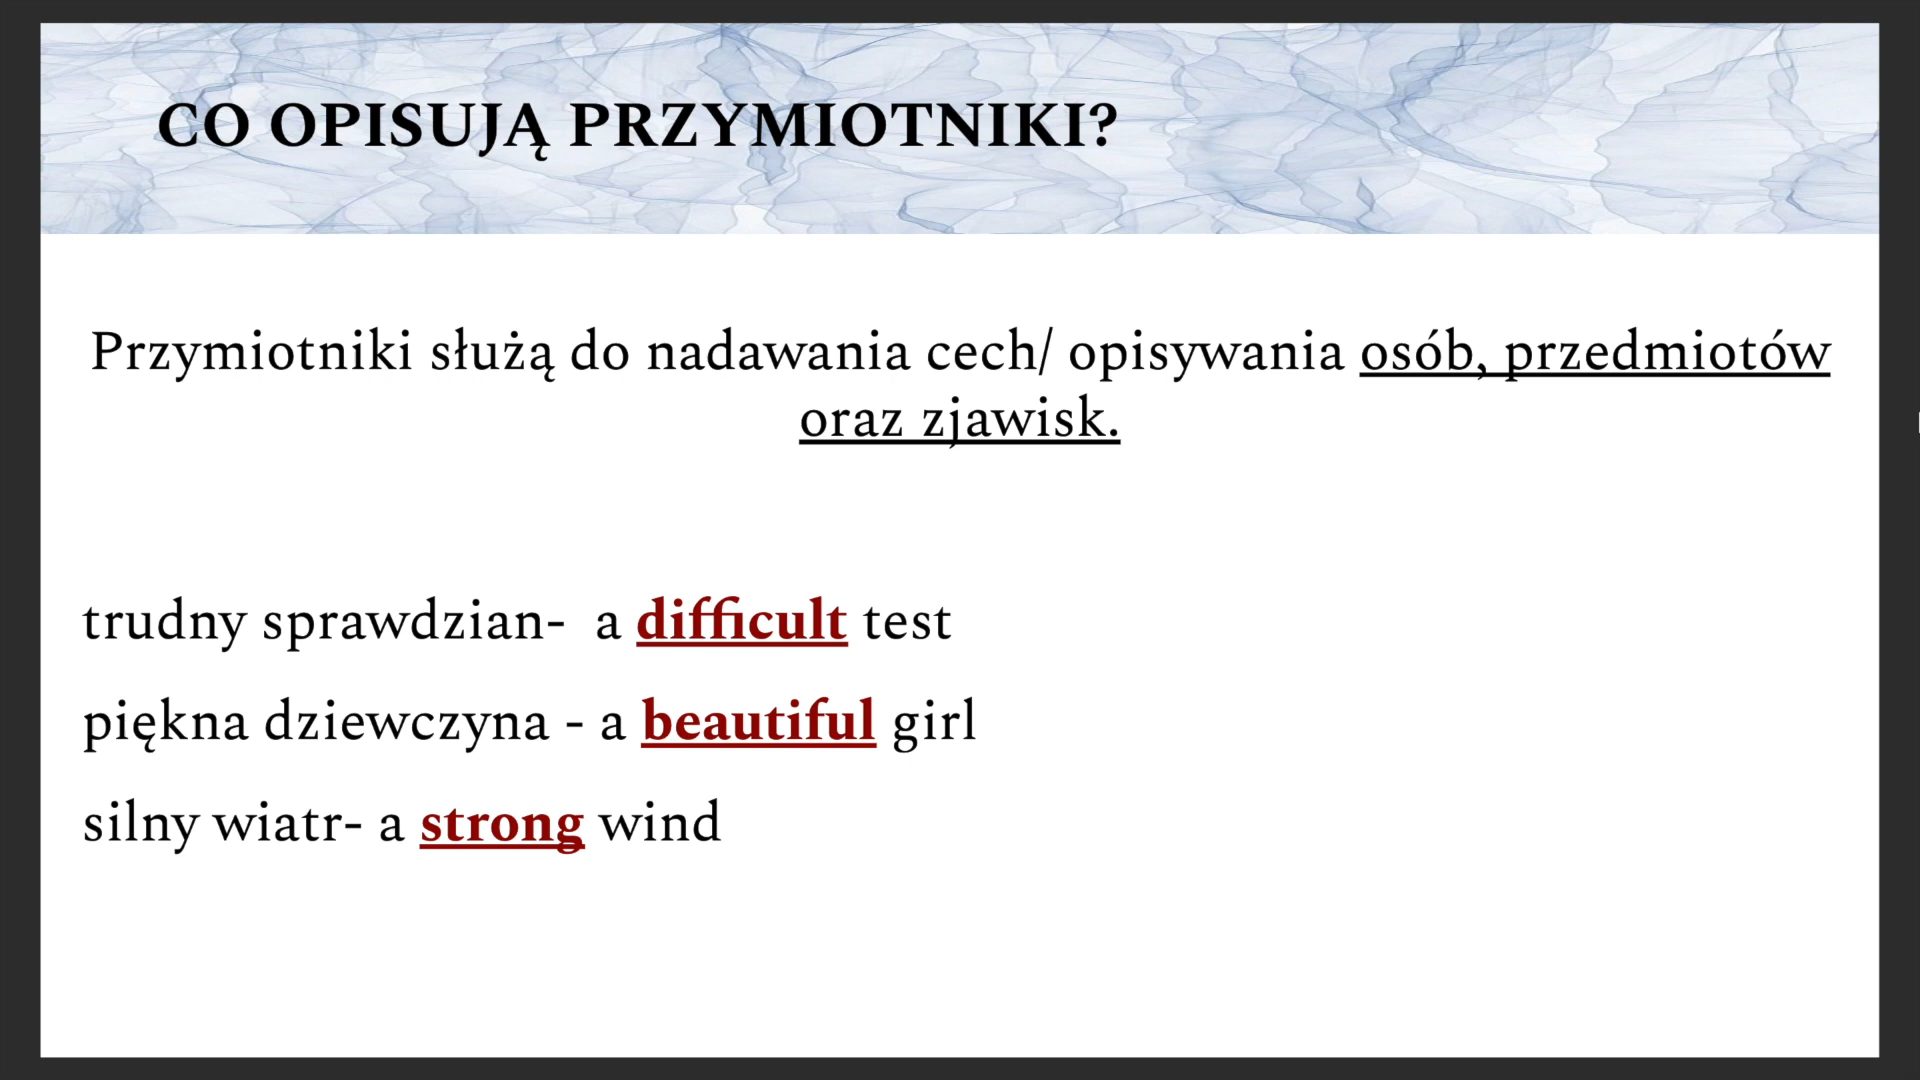 CO OPISUJĄ PRZYMIOTNIKI?
Przymiotniki służą do nadawania cech/ opisywania osób, przedmiotów
oraz zjawisk.
trudny sprawdzian-  a difficult test
piękna dziewczyna - a beautiful girl
silny wiatr- a strong wind